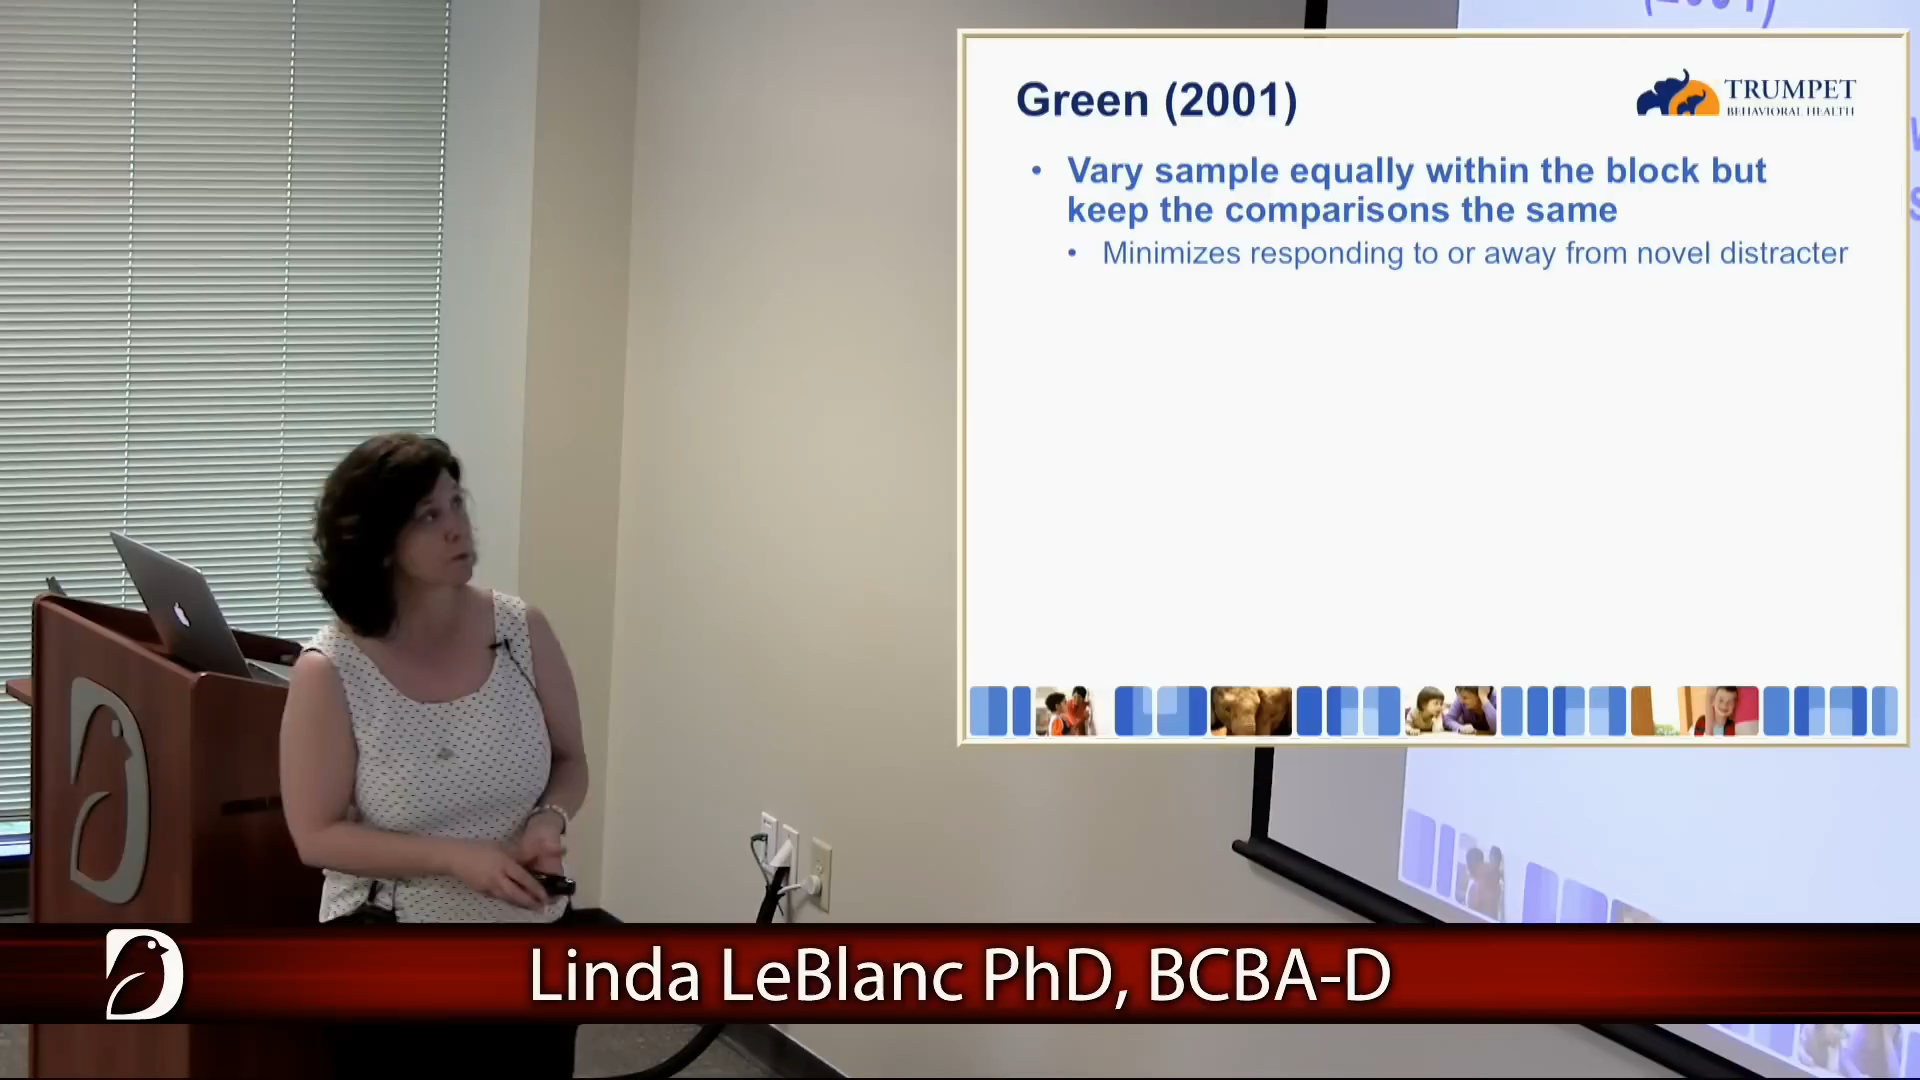 Green (2001)
TRUMPET
BEHAVIORAL HEALTH
• Vary sample equally within the block but
keep the comparisons the same
• Minimizes responding to or away from novel distracter
Linda LeBlanc PhD, BCBA-D